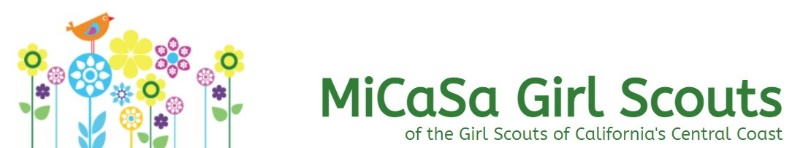 MiCaSa Girl Scouts
of the Girl Scouts of California's Central Coast